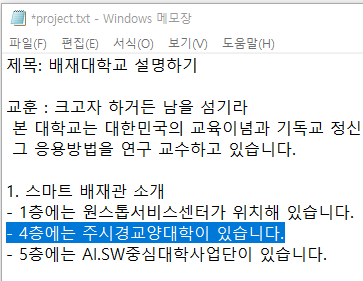 *project.txt - Windows 메모장
파일(F) 편집(E) 서식(O) 보기(V) 도움말(H)
제목: 배재대학교 설명하기
교훈 : 크고자 하거든 남을 섬기라
본 대학교는 대한민국의 교육이념과 기독교 정신
그 응용방법을 연구 교수하고 있습니다.
1. 스마트 배재관 소개
- 1층에는 원스톱서비스센터가 위치해 있습니다.
- 4층에는 주시경교양대학이 있습니다.
- 5층에는 AI.SW중심대학사업단이 있습니다.